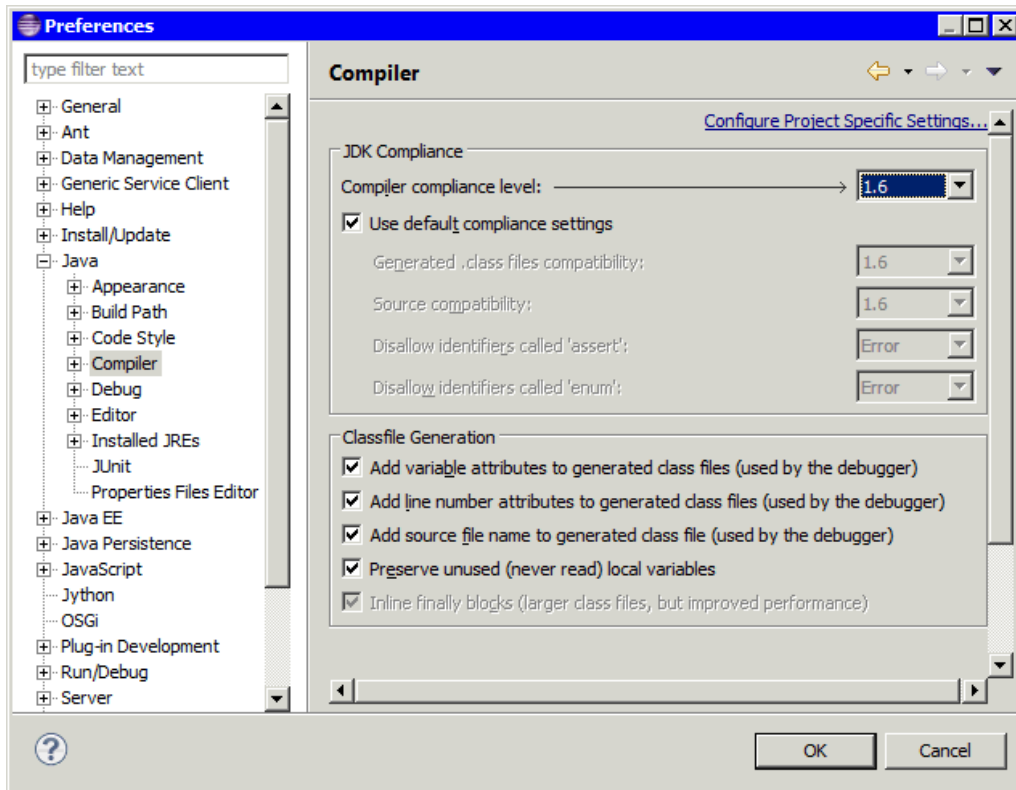 Preferences
type filter text
General
Ant
Data Management
Generic Service Client
Help
Install/Update
Java
Appearance
Build Path
Code Style
Compiler
Debug
Editor
Installed JREs
JUnit
Properties Files Editor
Java EE
Java Persistence
JavaScript
Jython
OSGi
Plug-in Development
Run/Debug
Server
Compiler
Configure Project Specific Settings...
JDK Compliance
Compiler compliance level: 1.6
Use default compliance settings
Generated .class files compatibility: 1.6
Source compatibility: 1.6
Disallow identifiers called 'assert': Error
Disallow identifiers called 'enum': Error
Classfile Generation
Add variable attributes to generated class files (used by the debugger)
Add line number attributes to generated class files (used by the debugger)
Add source file name to generated class file (used by the debugger)
Preserve unused (never read) local variables
Inline finally blocks (larger class files, but improved performance)
? OK Cancel